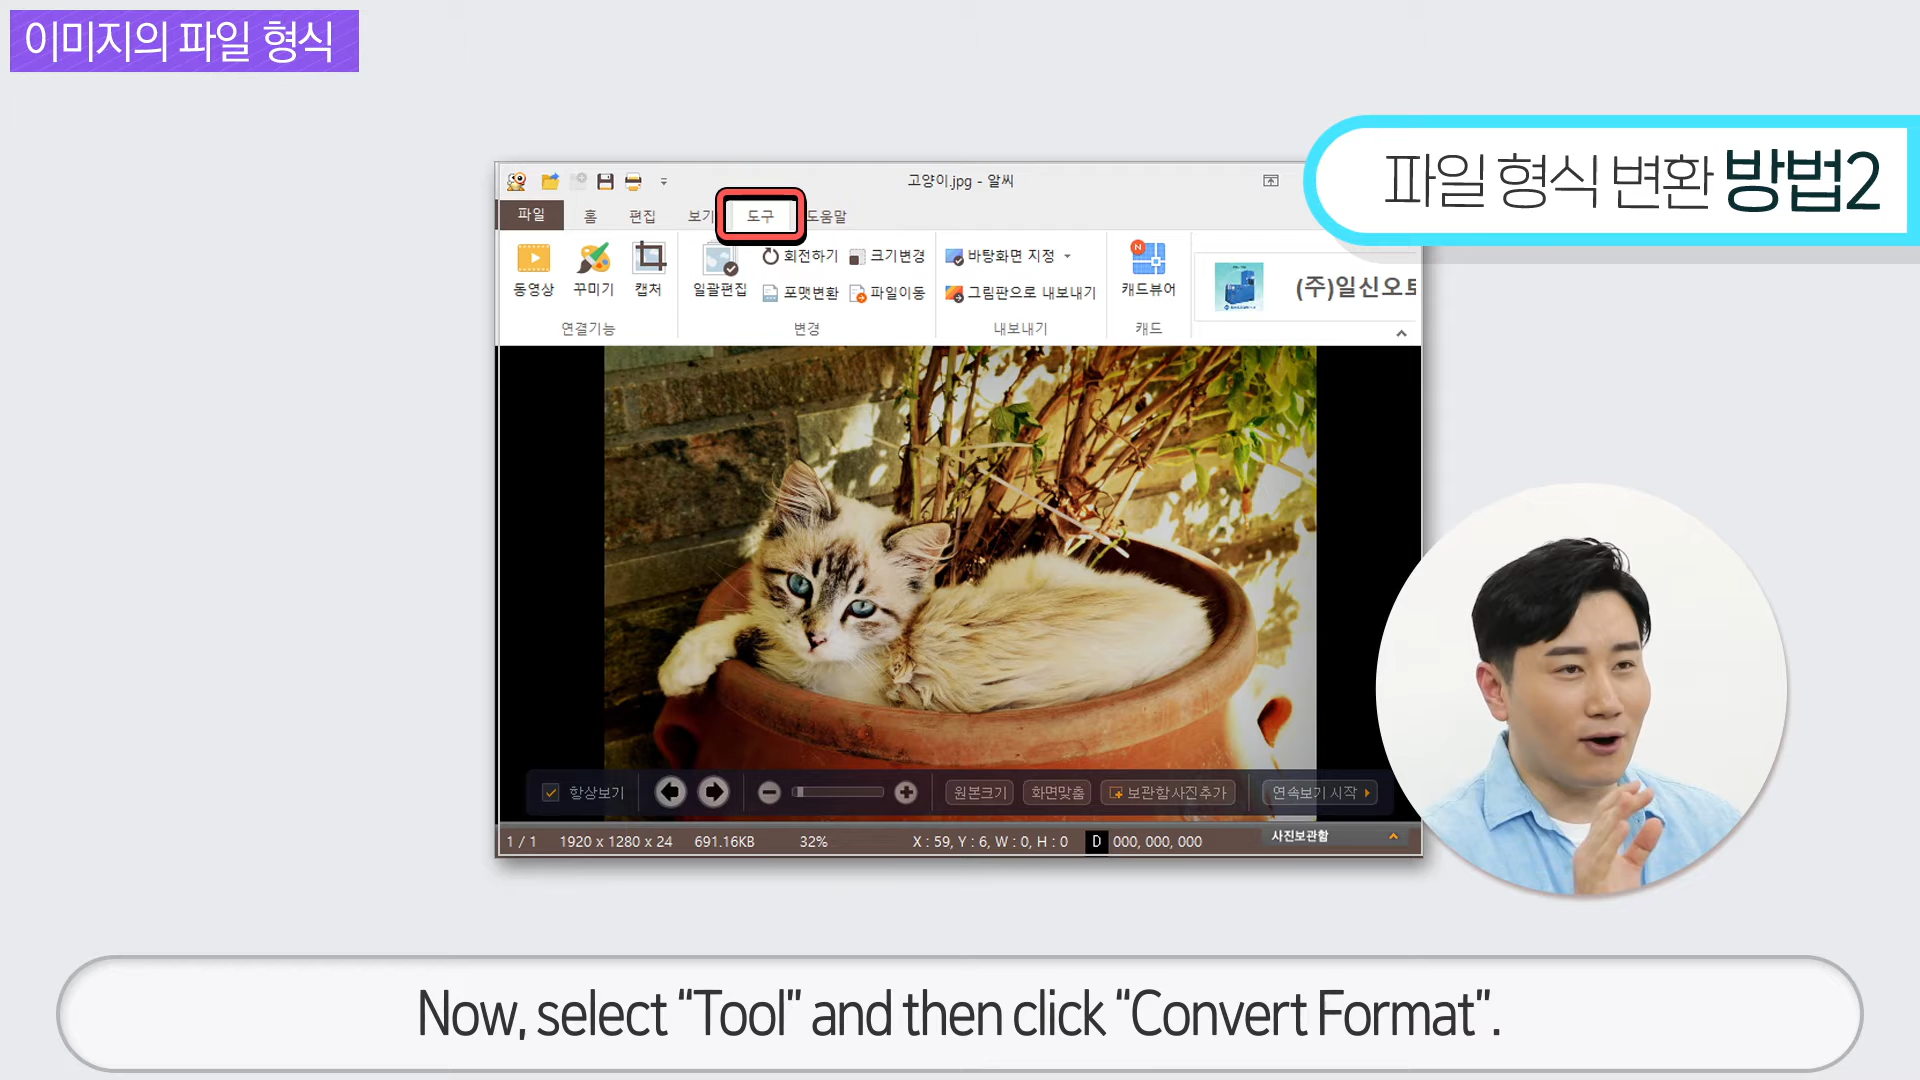 이미지의 파일 형식
파일 형식 변환 방법2
고양이.jpg - 알씨
파일 홈 편집 보기 도구 도움말
동영상 꾸미기 캡처 일괄편집 회전하기 크기변경 포맷변환 파일이동 바탕화면 지정 그림판으로 내보내기 N 캐드뷰어 (주)일신오토
연결기능 변경 내보내기 캐드
항상보기 원본크기 화면맞춤 보관함사진추가 연속보기 시작
1 / 1 1920 x 1280 x 24 691.16KB 32% X : 59, Y : 6, W : 0, H : 0 D 000, 000, 000 사진보관함
Now, select “Tool” and then click “Convert Format”.